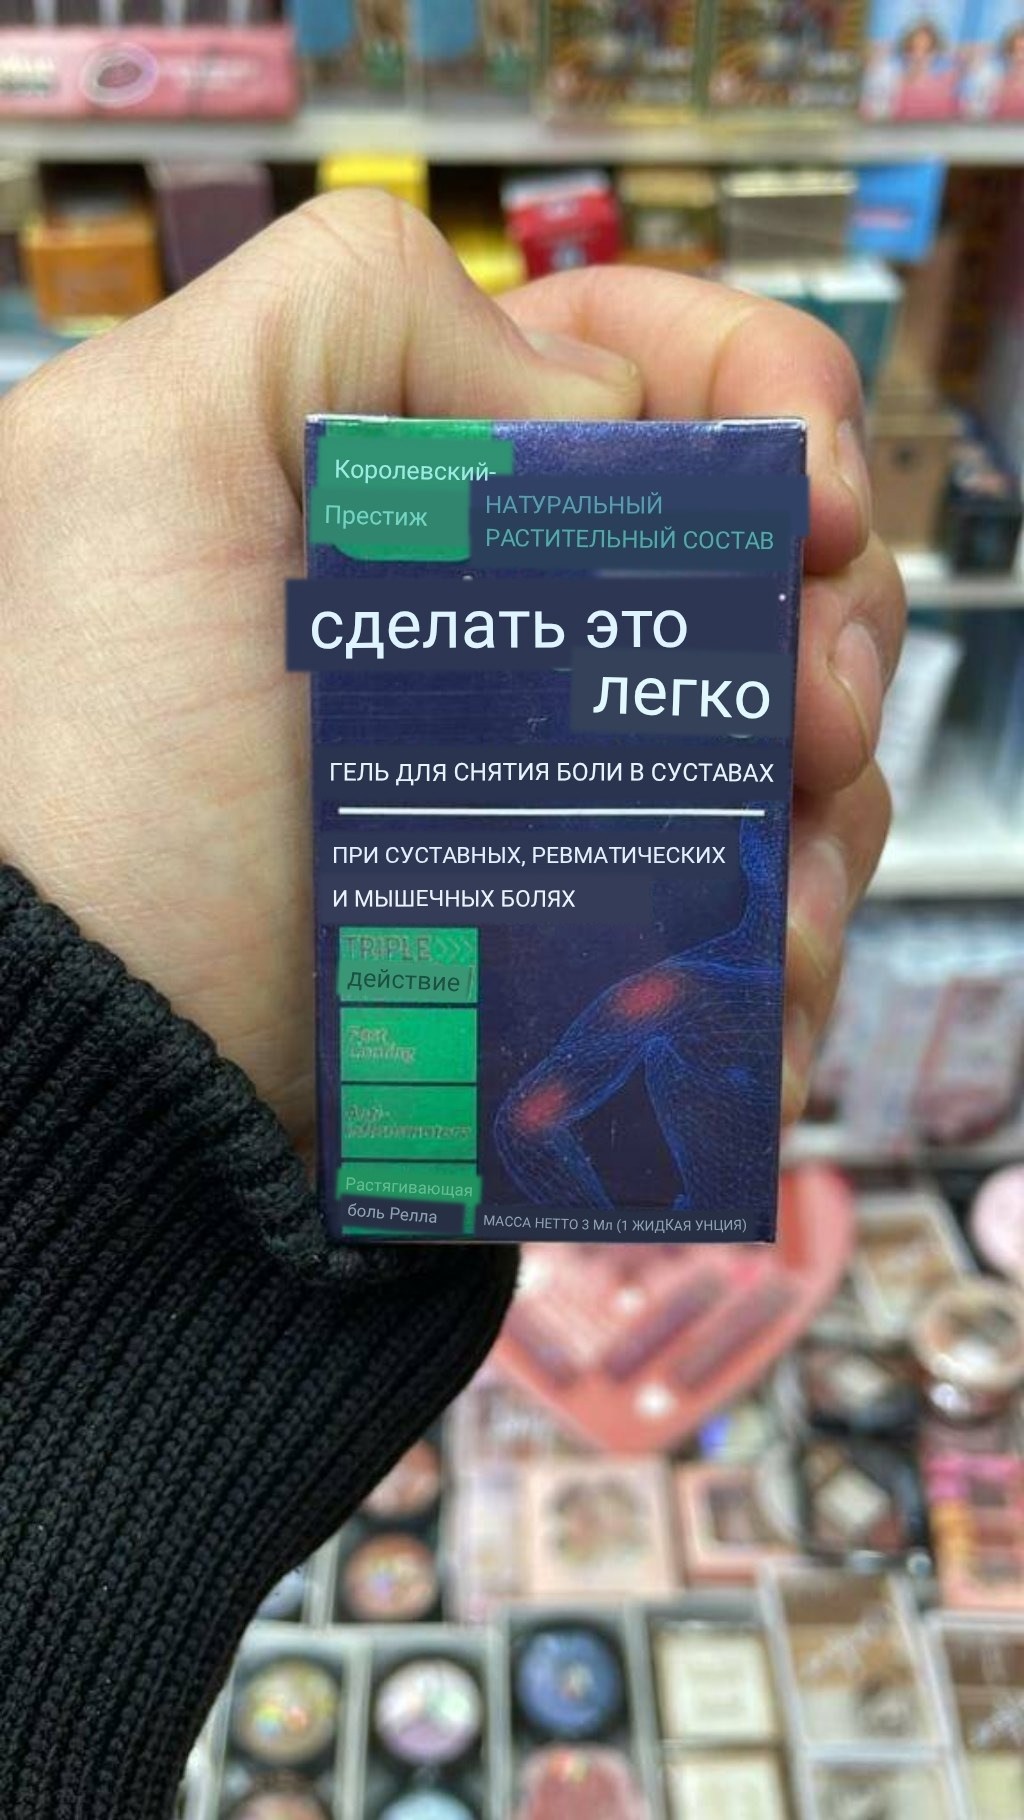 Королевский-
Престиж
НАТУРАЛЬНЫЙ
РАСТИТЕЛЬНЫЙ СОСТАВ
сделать это
легко
ГЕЛЬ ДЛЯ СНЯТИЯ БОЛИ В СУСТАВАХ
ПРИ СУСТАВНЫХ, РЕВМАТИЧЕСКИХ
И МЫШЕЧНЫХ БОЛЯХ
TRIPLE
действие
Растягивающая
боль Релла
МАССА НЕТТО 3 Мл (1 ЖИДКАЯ УНЦИЯ)